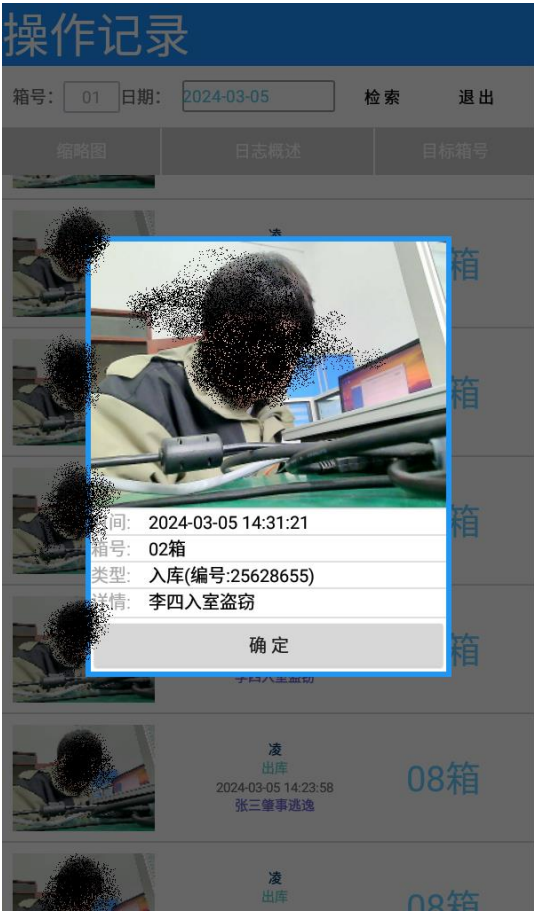 操作记录
箱号： 01 日期： 2024-03-05 检索 退出
缩略图 日志概述 目标箱号
凌
箱
箱
箱
箱
间: 2024-03-05 14:31:21
箱号: 02箱
类型: 入库(编号:25628655)
详情: 李四入室盗窃
确定
李四入室盗窃
凌
出库
2024-03-05 14:23:58
张三肇事逃逸
08箱
凌
出库
08箱